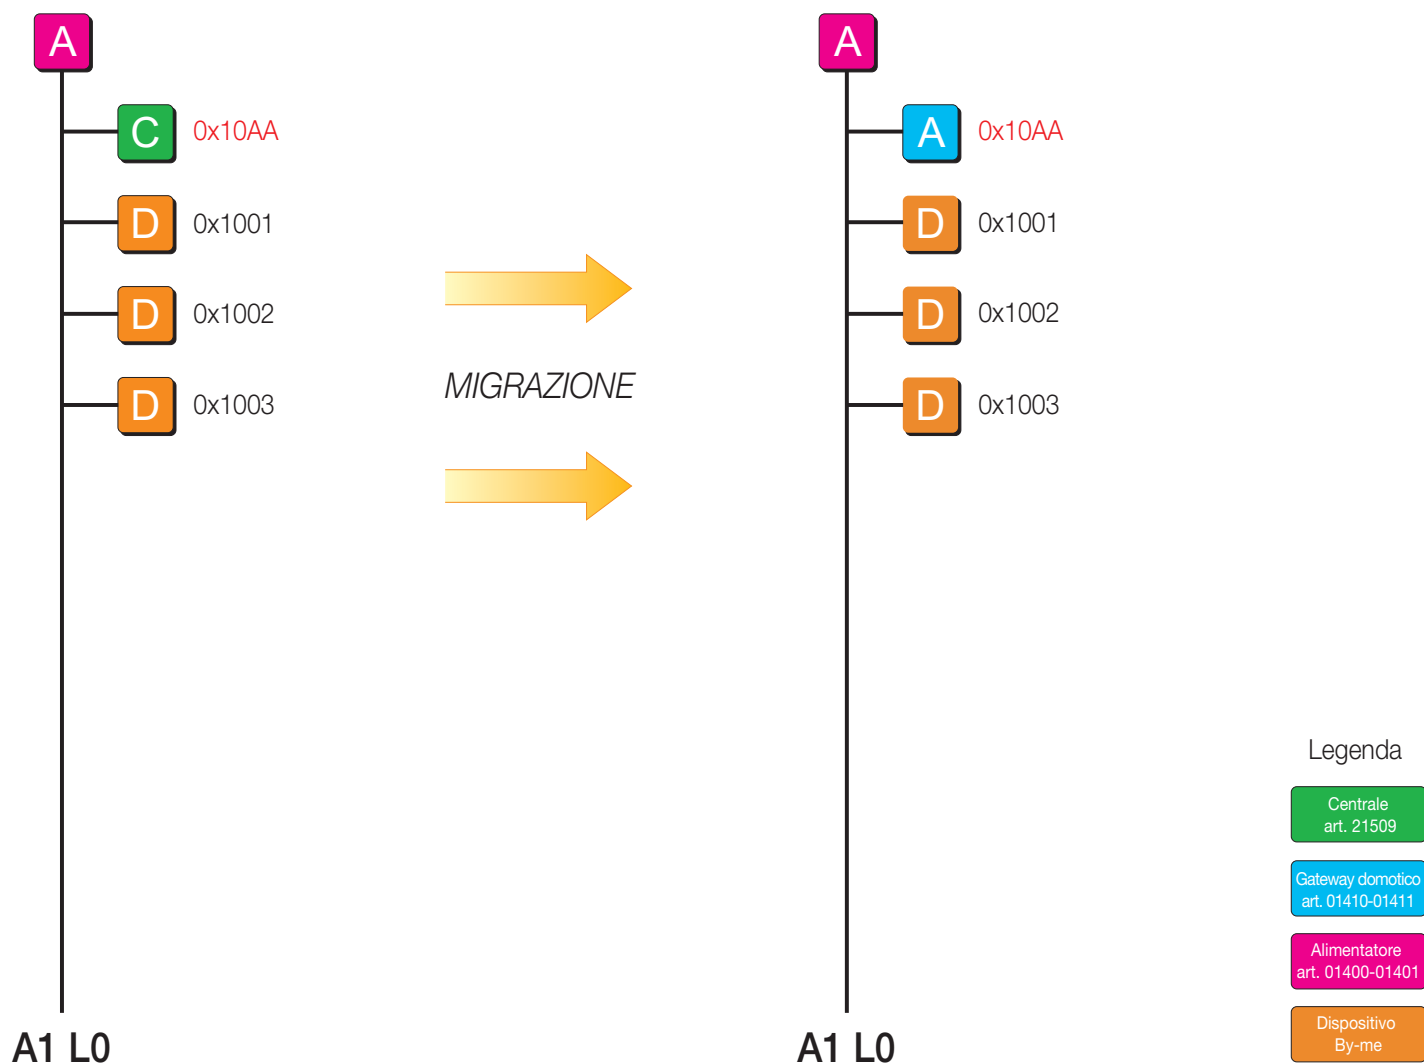 A
C 0x10AA
D 0x1001
D 0x1002
D 0x1003
A1 L0
MIGRAZIONE
A
A 0x10AA
D 0x1001
D 0x1002
D 0x1003
A1 L0
Legenda
Centrale
art. 21509
Gateway domotico
art. 01410-01411
Alimentatore
art. 01400-01401
Dispositivo
By-me